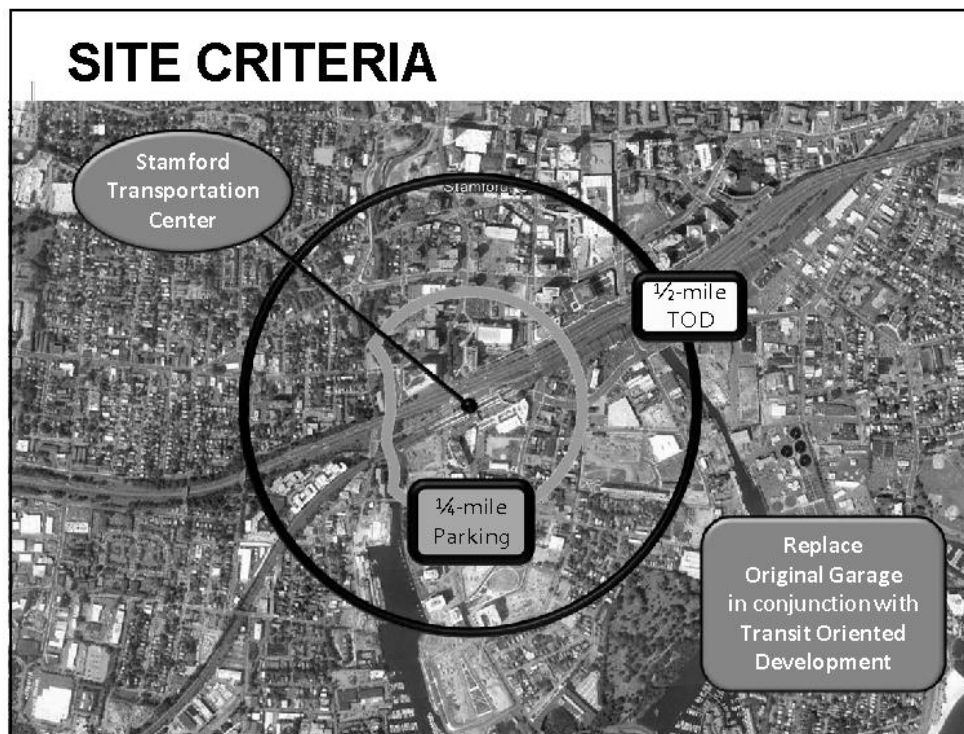 SITE CRITERIA
Stamford
Transportation
Center
Stamford
½-mile
TOD
¼-mile
Parking
Replace
Original Garage
in conjunction with
Transit Oriented
Development